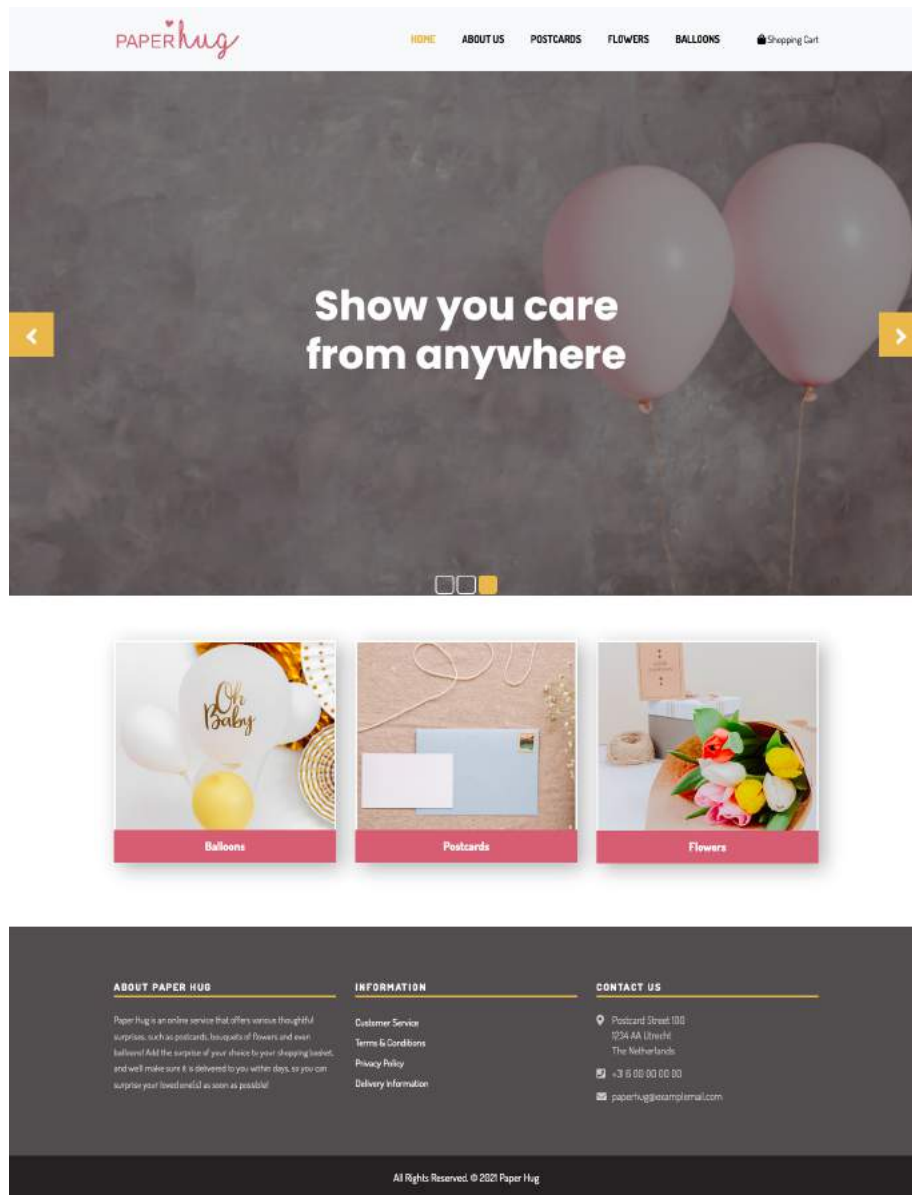 PAPER hug
HOME ABOUT US POSTCARDS FLOWERS BALLOONS Shopping Cart
Show you care
from anywhere
Oh
Baby
Balloons
Postcards
Flowers
ABOUT PAPER HUG
Paper Hug is an online service that offers various thoughtful
surprises, such as postcards, bouquets of flowers and even
balloons! Add the surprise of your choice to your shopping basket,
and we'll make sure it is delivered to you within days, so you can
surprise your loved one(s) as soon as possible!
INFORMATION
Customer Service
Terms & Conditions
Privacy Policy
Delivery Information
CONTACT US
Postcard Street 100
1234 AA Utrecht
The Netherlands
+31 6 00 00 00 00
paperhug@examplemail.com
All Rights Reserved. © 2021 Paper Hug